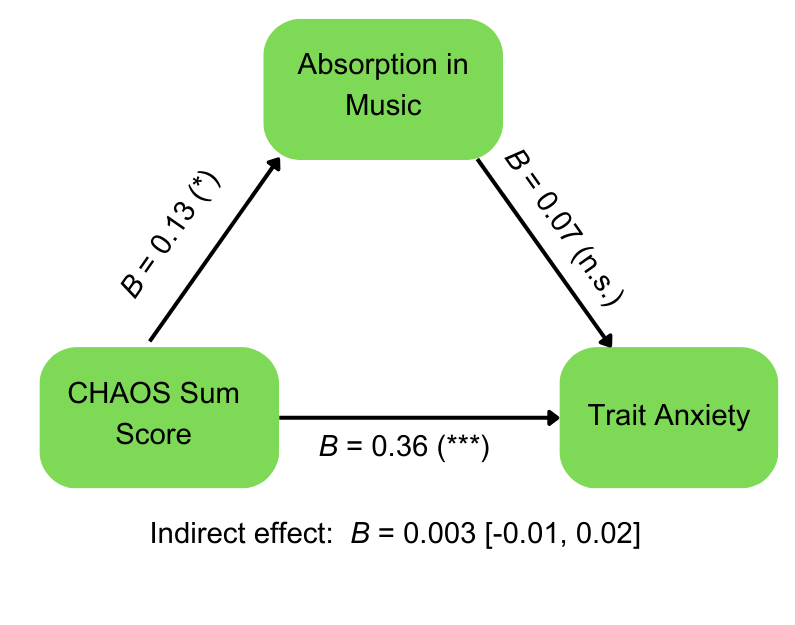 Absorption in
Music
B = 0.13 (*)
B = 0.07 (n.s.)
CHAOS Sum
Score
Trait Anxiety
B = 0.36 (***)
Indirect effect:  B = 0.003 [-0.01, 0.02]